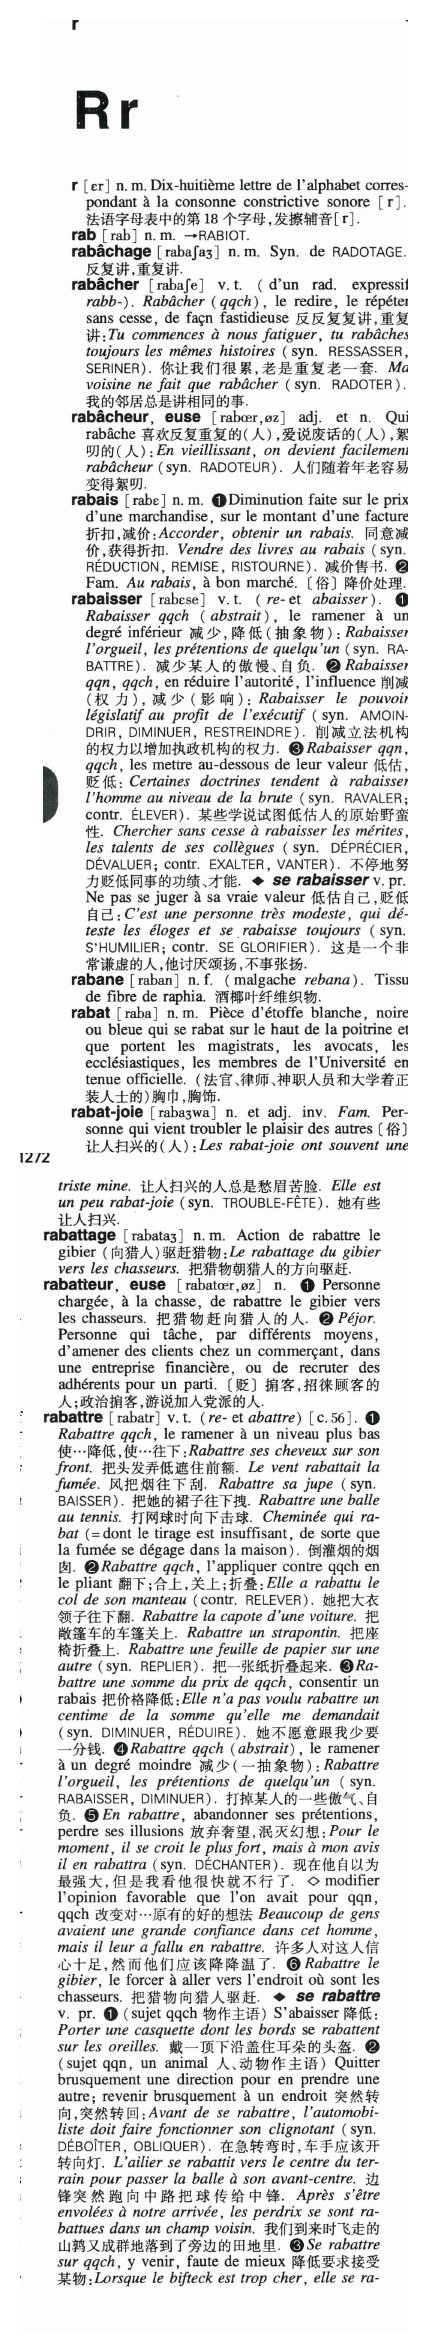 r
R r
r [ɛr] n. m. Dix-huitième lettre de l'alphabet corres-
pondant à la consonne constrictive sonore [r].
法语字母表中的第 18 个字母,发擦辅音[r].
rab [rab] n. m. →RABIOT.
rabâchage [rabaʃaʒ] n. m. Syn. de RADOTAGE.
反复讲,重复讲.
rabâcher [rabaʃe] v. t. ( d'un rad. expressif
rabb-). Rabâcher (qqch), le redire, le répéter
sans cesse, de façn fastidieuse 反反复复讲,重复
讲:Tu commences à nous fatiguer, tu rabâches
toujours les mêmes histoires (syn. RESSASSER,
SERINER). 你让我们很累,老是重复老一套. Ma
voisine ne fait que rabâcher (syn. RADOTER).
我的邻居总是讲相同的事.
rabâcheur, euse [rabœr,øz] adj. et n. Qui
rabâche 喜欢反复重复的(人),爱说废话的(人),絮
叨的(人):En vieillissant, on devient facilement
rabâcheur (syn. RADOTEUR). 人们随着年老容易
变得絮叨.
rabais [rabɛ] n. m. ❶Diminution faite sur le prix
d'une marchandise, sur le montant d'une facture
折扣,减价:Accorder, obtenir un rabais. 同意减
价,获得折扣. Vendre des livres au rabais (syn.
RÉDUCTION, REMISE, RISTOURNE). 减价售书. ❷
Fam. Au rabais, à bon marché. 〔俗〕降价处理.
rabaisser [rabɛse] v. t. ( re- et abaisser). ❶
Rabaisser qqch (abstrait), le ramener à un
degré inférieur 减少,降低(抽象物):Rabaisser
l'orgueil, les prétentions de quelqu'un (syn. RA-
BATTRE). 减少某人的傲慢、自负. ❷ Rabaisser
qqn, qqch, en réduire l'autorité, l'influence 削减
(权力),减少(影响): Rabaisser le pouvoir
législatif au profit de l'exécutif (syn. AMOIN-
DRIR, DIMINUER, RESTREINDRE). 削减立法机构
的权力以增加执政机构的权力. ❸Rabaisser qqn,
qqch, les mettre au-dessous de leur valeur 低估,
贬低: Certaines doctrines tendent à rabaisser
l'homme au niveau de la brute (syn. RAVALER;
contr. ÉLEVER). 某些学说试图低估人的原始野蛮
性. Chercher sans cesse à rabaisser les mérites,
les talents de ses collègues ( syn. DÉPRÉCIER,
DÉVALUER; contr. EXALTER, VANTER). 不停地努
力贬低同事的功绩、才能. ◆ se rabaisser v. pr.
Ne pas se juger à sa vraie valeur 低估自己,贬低
自己:C'est une personne très modeste, qui dé-
teste les éloges et se rabaisse toujours ( syn.
S'HUMILIER; contr. SE GLORIFIER). 这是一个非
常谦虚的人,他讨厌颂扬,不事张扬.
rabane [raban] n. f. (malgache rebana). Tissu
de fibre de raphia. 酒椰叶纤维织物.
rabat [raba] n. m. Pièce d'étoffe blanche, noire
ou bleue qui se rabat sur le haut de la poitrine et
que portent les magistrats, les avocats, les
ecclésiastiques, les membres de l'Université en
tenue officielle. (法官、律师、神职人员和大学着正
装人士的)胸巾,胸饰.
rabat-joie [rabaʒwa] n. et adj. inv. Fam. Per-
sonne qui vient troubler le plaisir des autres〔俗〕
让人扫兴的(人):Les rabat-joie ont souvent une
1272
triste mine. 让人扫兴的人总是愁眉苦脸. Elle est
un peu rabat-joie (syn. TROUBLE-FÊTE). 她有些
让人扫兴.
rabattage [rabataʒ] n. m. Action de rabattre le
gibier (向猎人)驱赶猎物:Le rabattage du gibier
vers les chasseurs. 把猎物朝猎人的方向驱赶.
rabatteur, euse [rabatœr,øz] n. ❶ Personne
chargée, à la chasse, de rabattre le gibier vers
les chasseurs. 把猎物赶向猎人的人. ❷ Péjor.
Personne qui tâche, par différents moyens,
d'amener des clients chez un commerçant, dans
une entreprise financière, ou de recruter des
adhérents pour un parti. 〔贬〕掮客,招徕顾客的
人;政治掮客,游说加入党派的人.
rabattre [rabatr] v. t. (re- et abattre) [c. 56]. ❶
Rabattre qqch, le ramener à un niveau plus bas
使…降低,使…往下:Rabattre ses cheveux sur son
front. 把头发弄低遮住前额. Le vent rabattait la
fumée. 风把烟往下刮. Rabattre sa jupe (syn.
BAISSER). 把她的裙子往下拽. Rabattre une balle
au tennis. 打网球时向下击球. Cheminée qui ra-
bat (=dont le tirage est insuffisant, de sorte que
la fumée se dégage dans la maison). 倒灌烟的烟
囱. ❷Rabattre qqch, l'appliquer contre qqch en
le pliant 翻下;合上,关上;折叠:Elle a rabattu le
col de son manteau (contr. RELEVER). 她把大衣
领子往下翻. Rabattre la capote d'une voiture. 把
敞篷车的车篷关上. Rabattre un strapontin. 把座
椅折叠上. Rabattre une feuille de papier sur une
autre (syn. REPLIER). 把一张纸折叠起来. ❸Ra-
battre une somme du prix de qqch, consentir un
rabais 把价格降低:Elle n'a pas voulu rabattre un
centime de la somme qu'elle me demandait
(syn. DIMINUER, RÉDUIRE). 她不愿意跟我少要
一分钱. ❹Rabattre qqch (abstrait), le ramener
à un degré moindre 减少(一抽象物):Rabattre
l'orgueil, les prétentions de quelqu'un ( syn.
RABAISSER, DIMINUER). 打掉某人的一些傲气、自
负. ❺ En rabattre, abandonner ses prétentions,
perdre ses illusions 放弃奢望,泯灭幻想:Pour le
moment, il se croit le plus fort, mais à mon avis
il en rabattra (syn. DÉCHANTER). 现在他自以为
最强大,但是我看他很快就不行了. ◇ modifier
l'opinion favorable que l'on avait pour qqn,
qqch 改变对…原有的好的想法 Beaucoup de gens
avaient une grande confiance dans cet homme,
mais il leur a fallu en rabattre. 许多人对这人信
心十足,然而他们应该降降温了. ❻Rabattre le
gibier, le forcer à aller vers l'endroit où sont les
chasseurs. 把猎物向猎人驱赶. ◆ se rabattre
v. pr. ❶ (sujet qqch 物作主语) S'abaisser 降低:
Porter une casquette dont les bords se rabattent
sur les oreilles. 戴一顶下沿盖住耳朵的头盔. ❷
(sujet qqn, un animal 人、动物作主语) Quitter
brusquement une direction pour en prendre une
autre; revenir brusquement à un endroit 突然转
向,突然转回:Avant de se rabattre, l'automobi-
liste doit faire fonctionner son clignotant (syn.
DÉBOÎTER, OBLIQUER). 在急转弯时,车手应该开
转向灯. L'ailier se rabattit vers le centre du ter-
rain pour passer la balle à son avant-centre. 边
锋突然跑向中路把球传给中锋. Après s'être
envolées à notre arrivée, les perdrix se sont ra-
battues dans un champ voisin. 我们到来时飞走的
山鹑又成群地落到了旁边的田地里. ❸Se rabattre
sur qqch, y venir, faute de mieux 降低要求接受
某物:Lorsque le bifteck est trop cher, elle se ra-